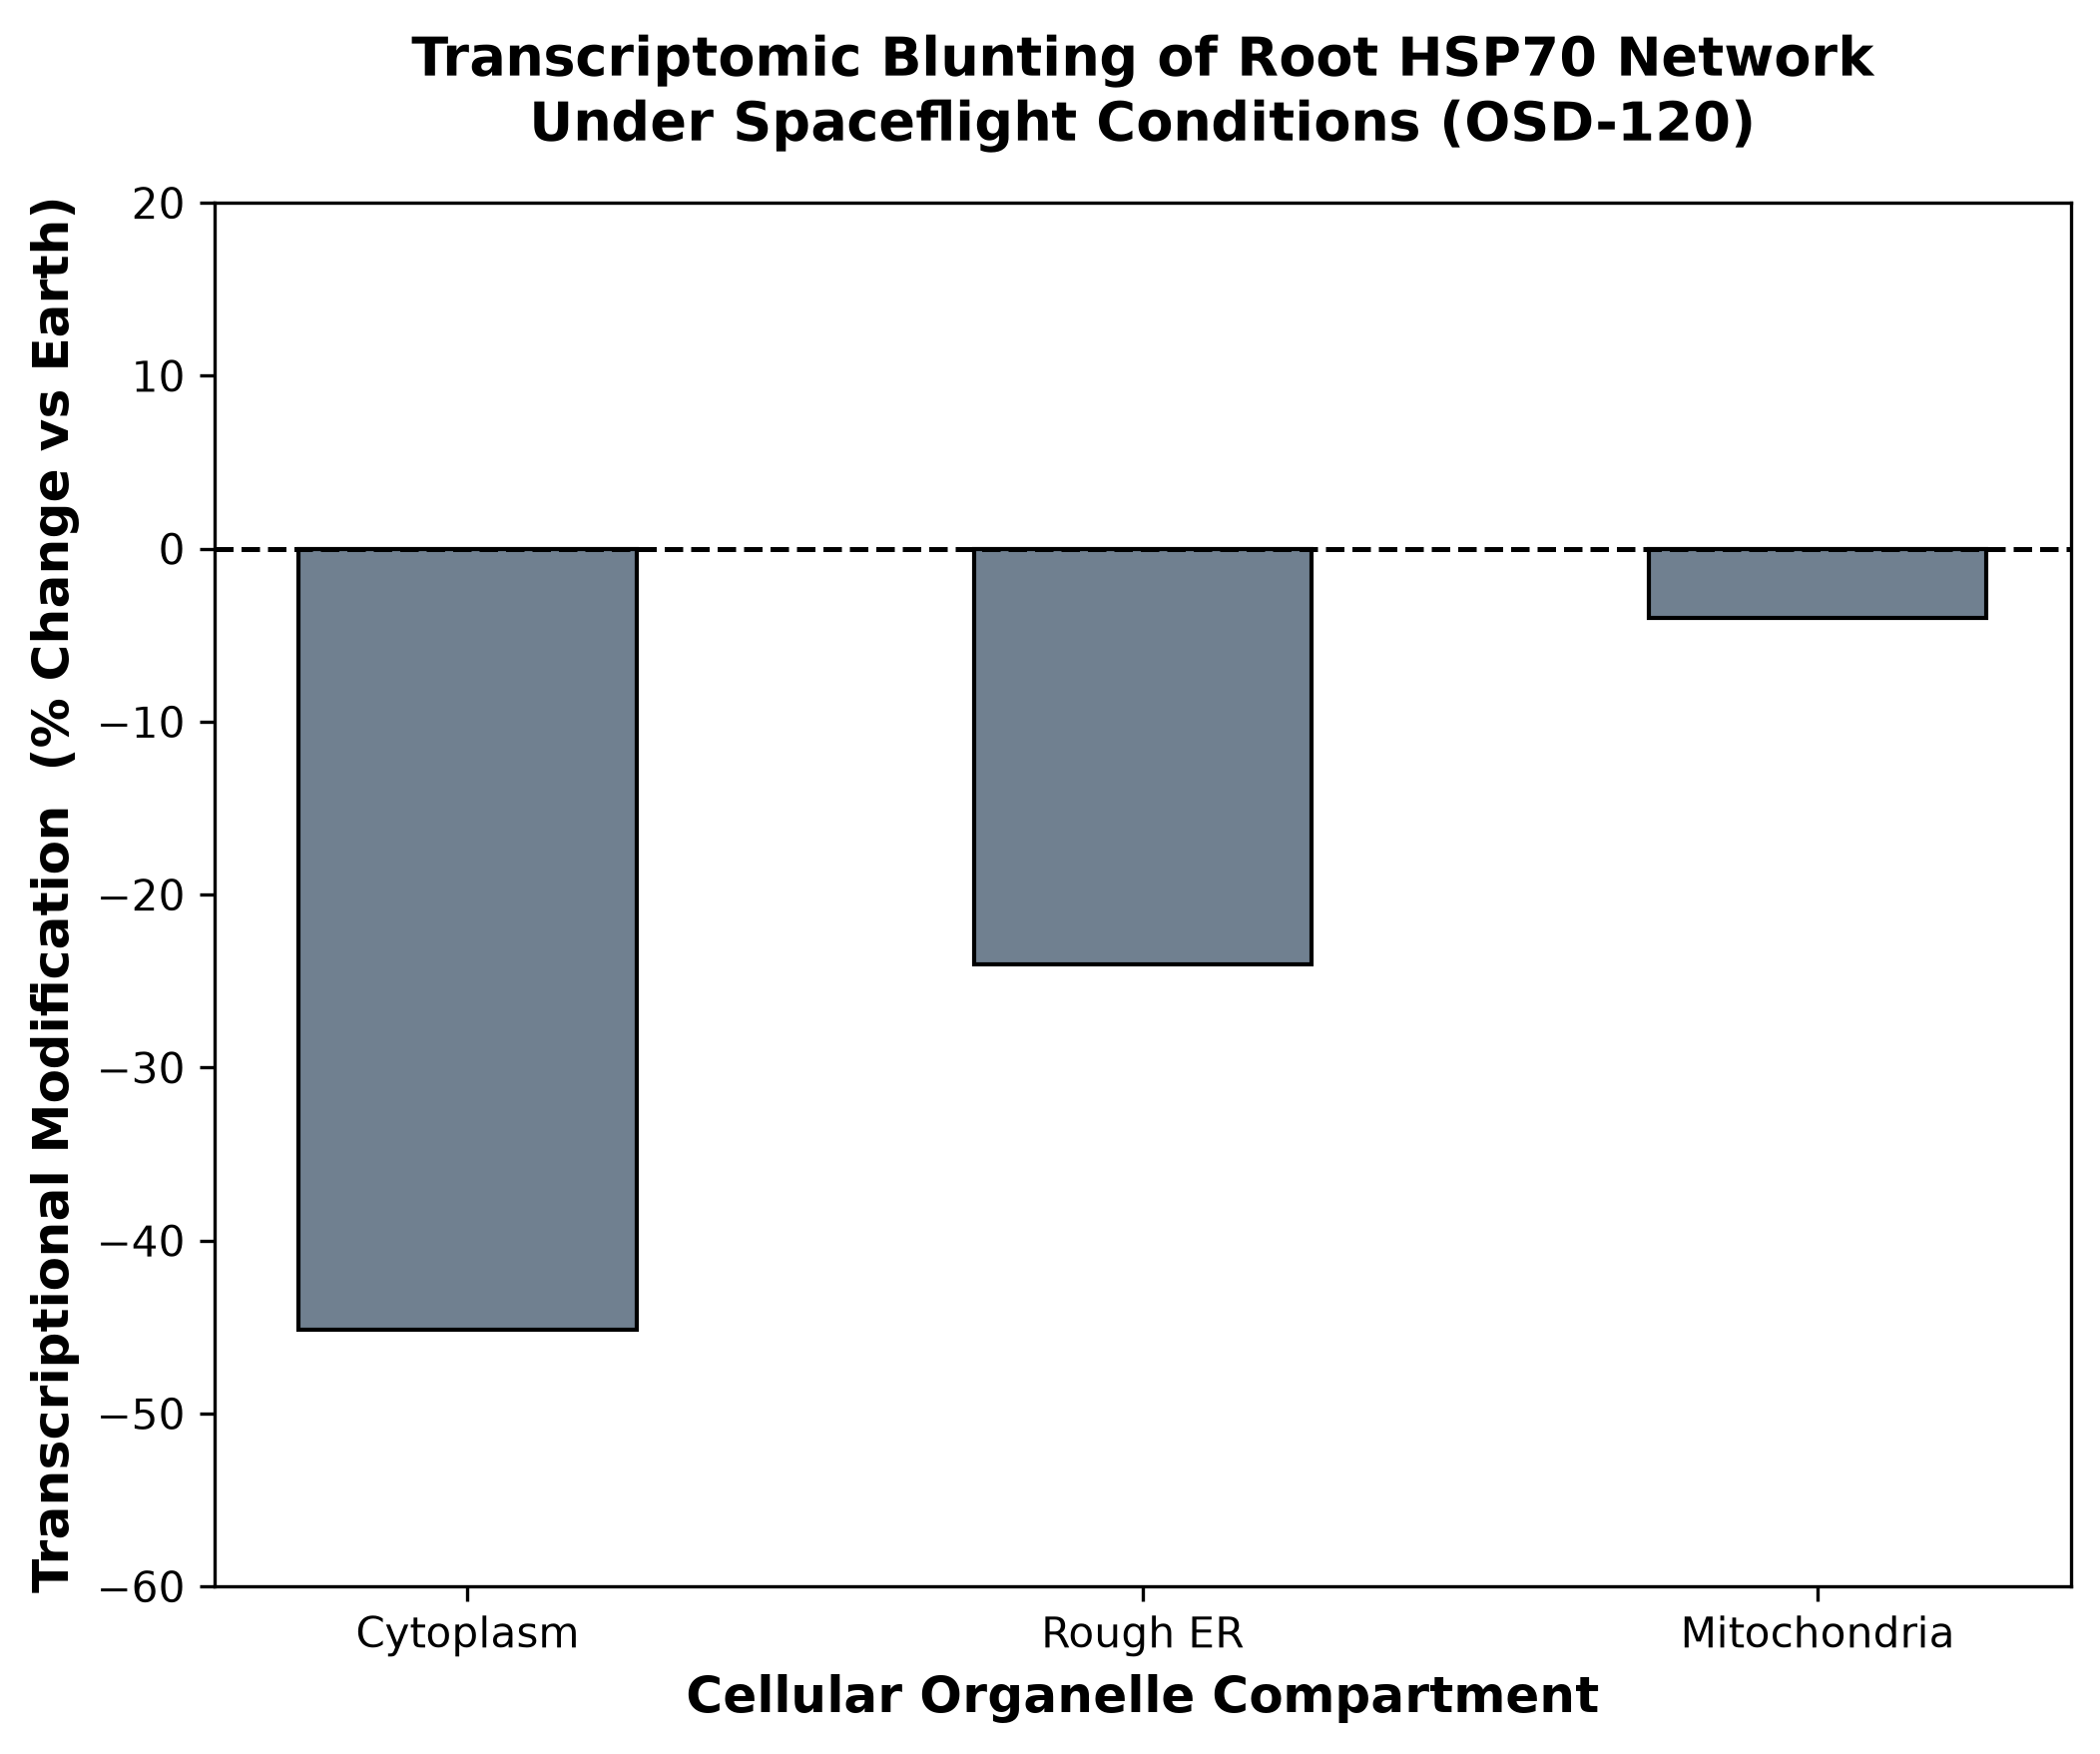 Transcriptomic Blunting of Root HSP70 Network
Under Spaceflight Conditions (OSD-120)
Transcriptional Modification (% Change vs Earth)
20
10
0
−10
−20
−30
−40
−50
−60
Cytoplasm
Rough ER
Mitochondria
Cellular Organelle Compartment